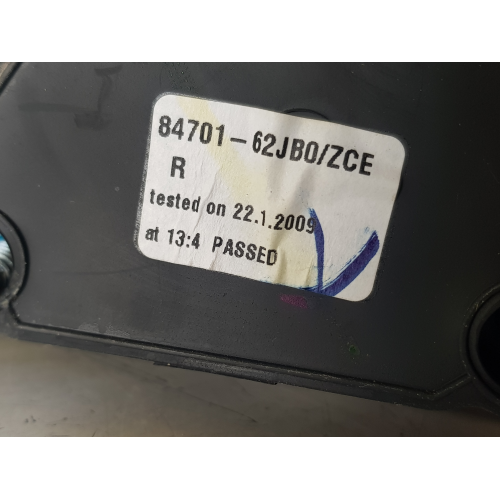 84701-62JB0/ZCE
R
tested on 22.1.2009
at 13:4 PASSED